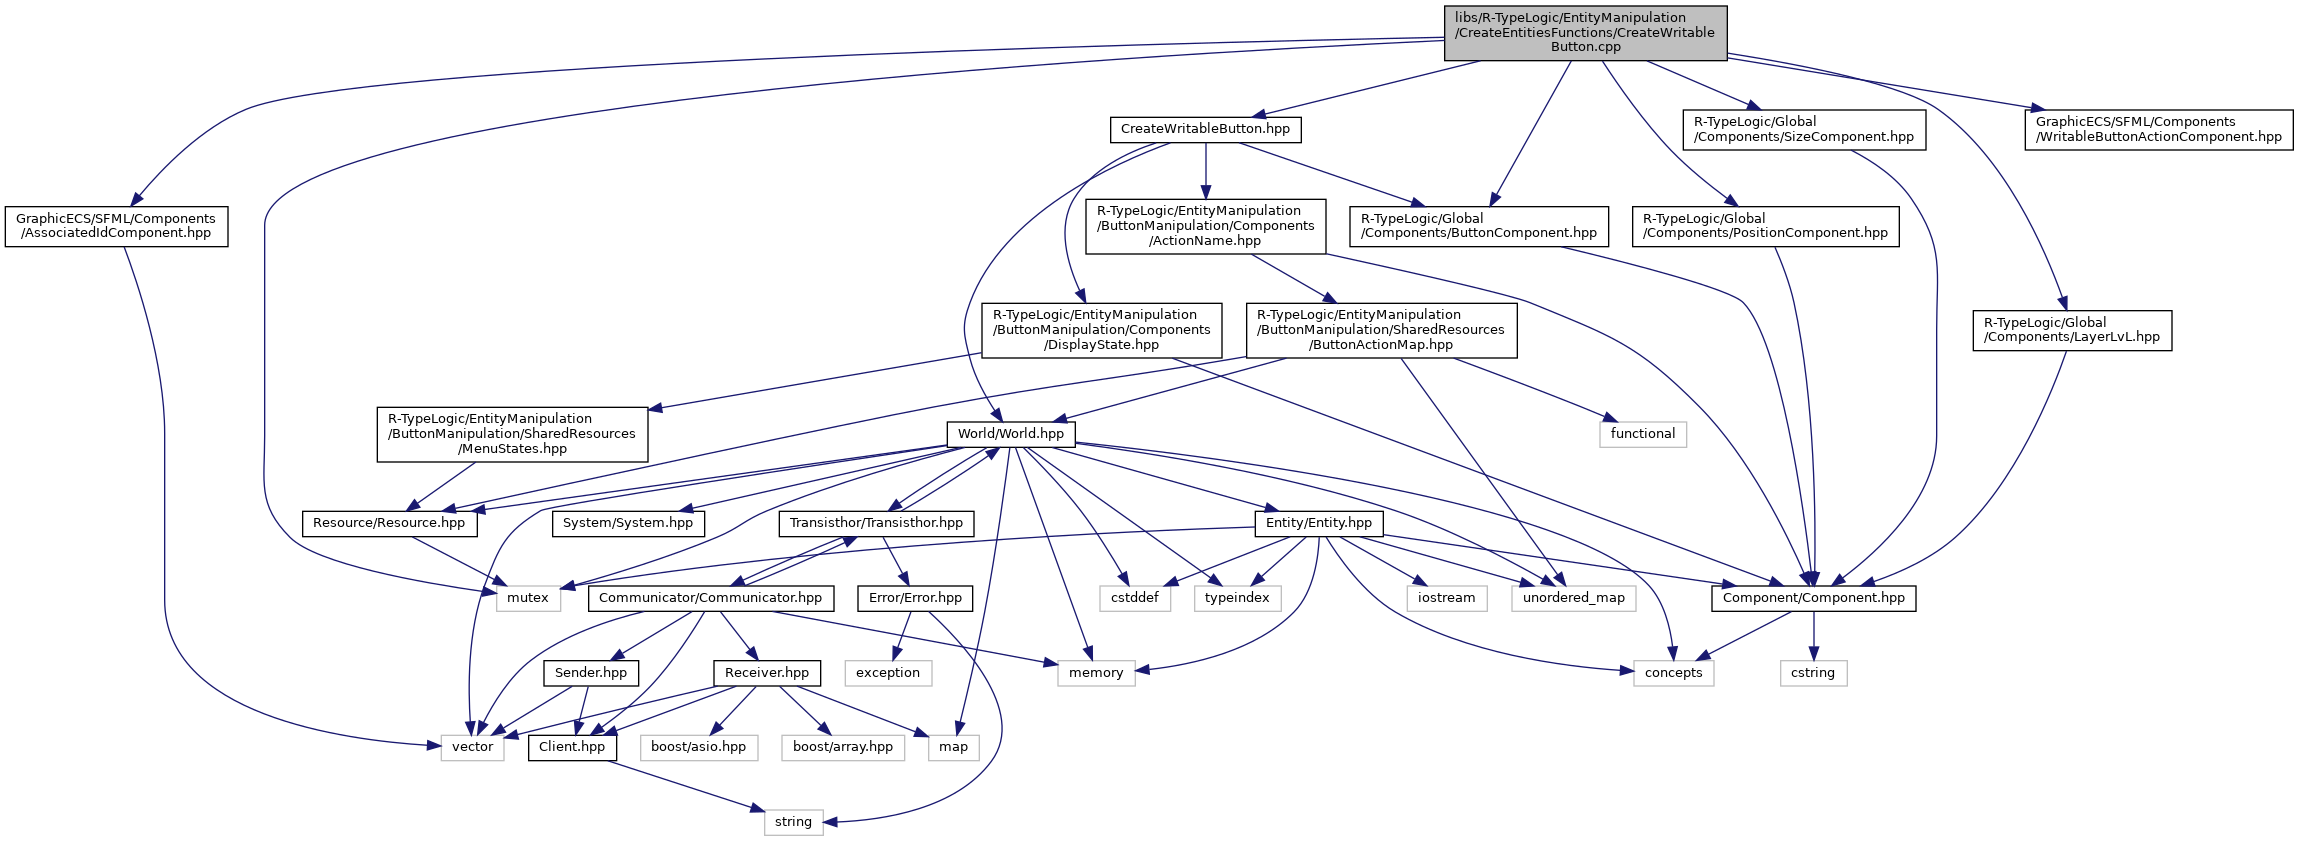 libs/R-TypeLogic/EntityManipulation
/CreateEntitiesFunctions/CreateWritable
Button.cpp
CreateWritableButton.hpp
R-TypeLogic/Global
/Components/SizeComponent.hpp
GraphicECS/SFML/Components
/WritableButtonActionComponent.hpp
GraphicECS/SFML/Components
/AssociatedIdComponent.hpp
R-TypeLogic/EntityManipulation
/ButtonManipulation/Components
/ActionName.hpp
R-TypeLogic/Global
/Components/ButtonComponent.hpp
R-TypeLogic/Global
/Components/PositionComponent.hpp
R-TypeLogic/EntityManipulation
/ButtonManipulation/Components
/DisplayState.hpp
R-TypeLogic/EntityManipulation
/ButtonManipulation/SharedResources
/ButtonActionMap.hpp
R-TypeLogic/Global
/Components/LayerLvL.hpp
R-TypeLogic/EntityManipulation
/ButtonManipulation/SharedResources
/MenuStates.hpp
World/World.hpp
functional
Resource/Resource.hpp
System/System.hpp
Transisthor/Transisthor.hpp
Entity/Entity.hpp
mutex
Communicator/Communicator.hpp
Error/Error.hpp
cstddef
typeindex
iostream
unordered_map
Component/Component.hpp
Sender.hpp
Receiver.hpp
exception
memory
concepts
cstring
vector
Client.hpp
boost/asio.hpp
boost/array.hpp
map
string